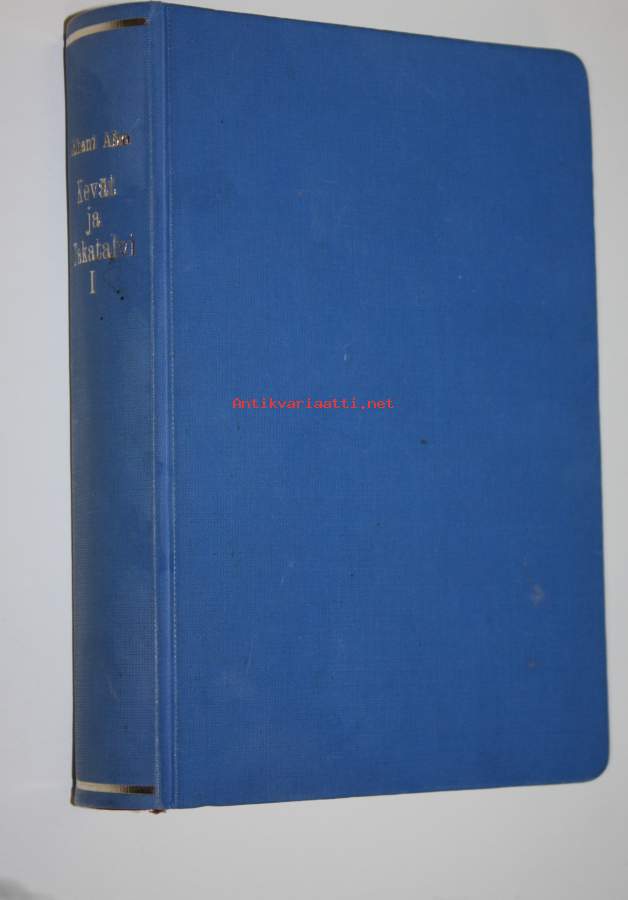 Juhani Aho
Kevät
ja
Takatalvi
I
Antikvariaatti.net